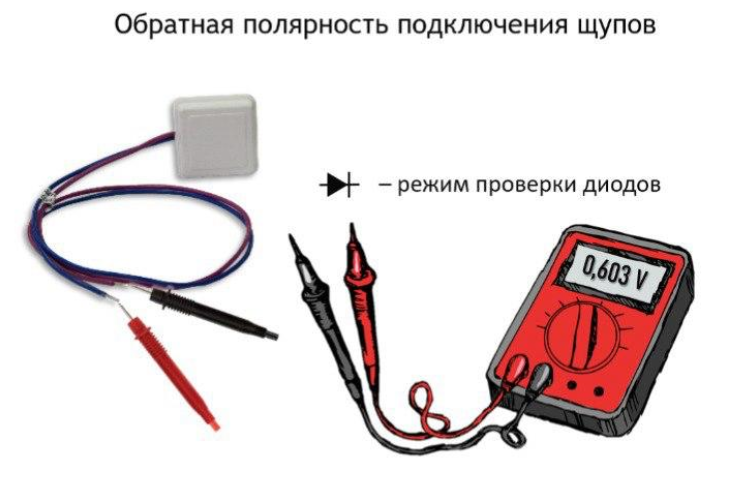 Обратная полярность подключения щупов
– режим проверки диодов
0,603 V